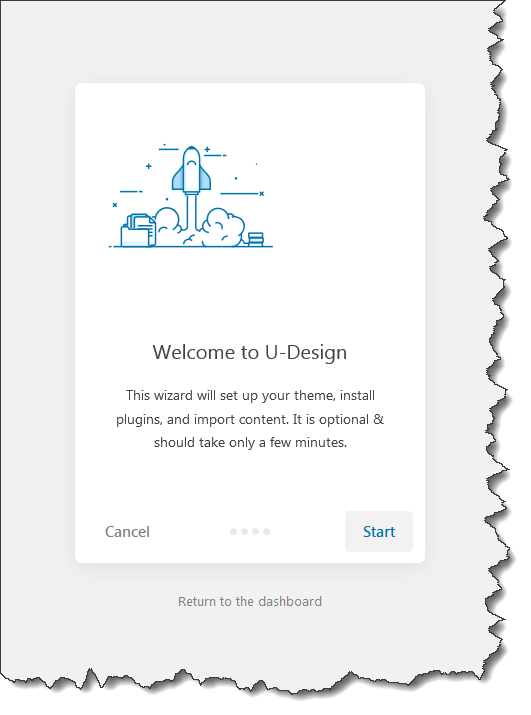 Welcome to U-Design
This wizard will set up your theme, install
plugins, and import content. It is optional &
should take only a few minutes.
Cancel
Start
Return to the dashboard